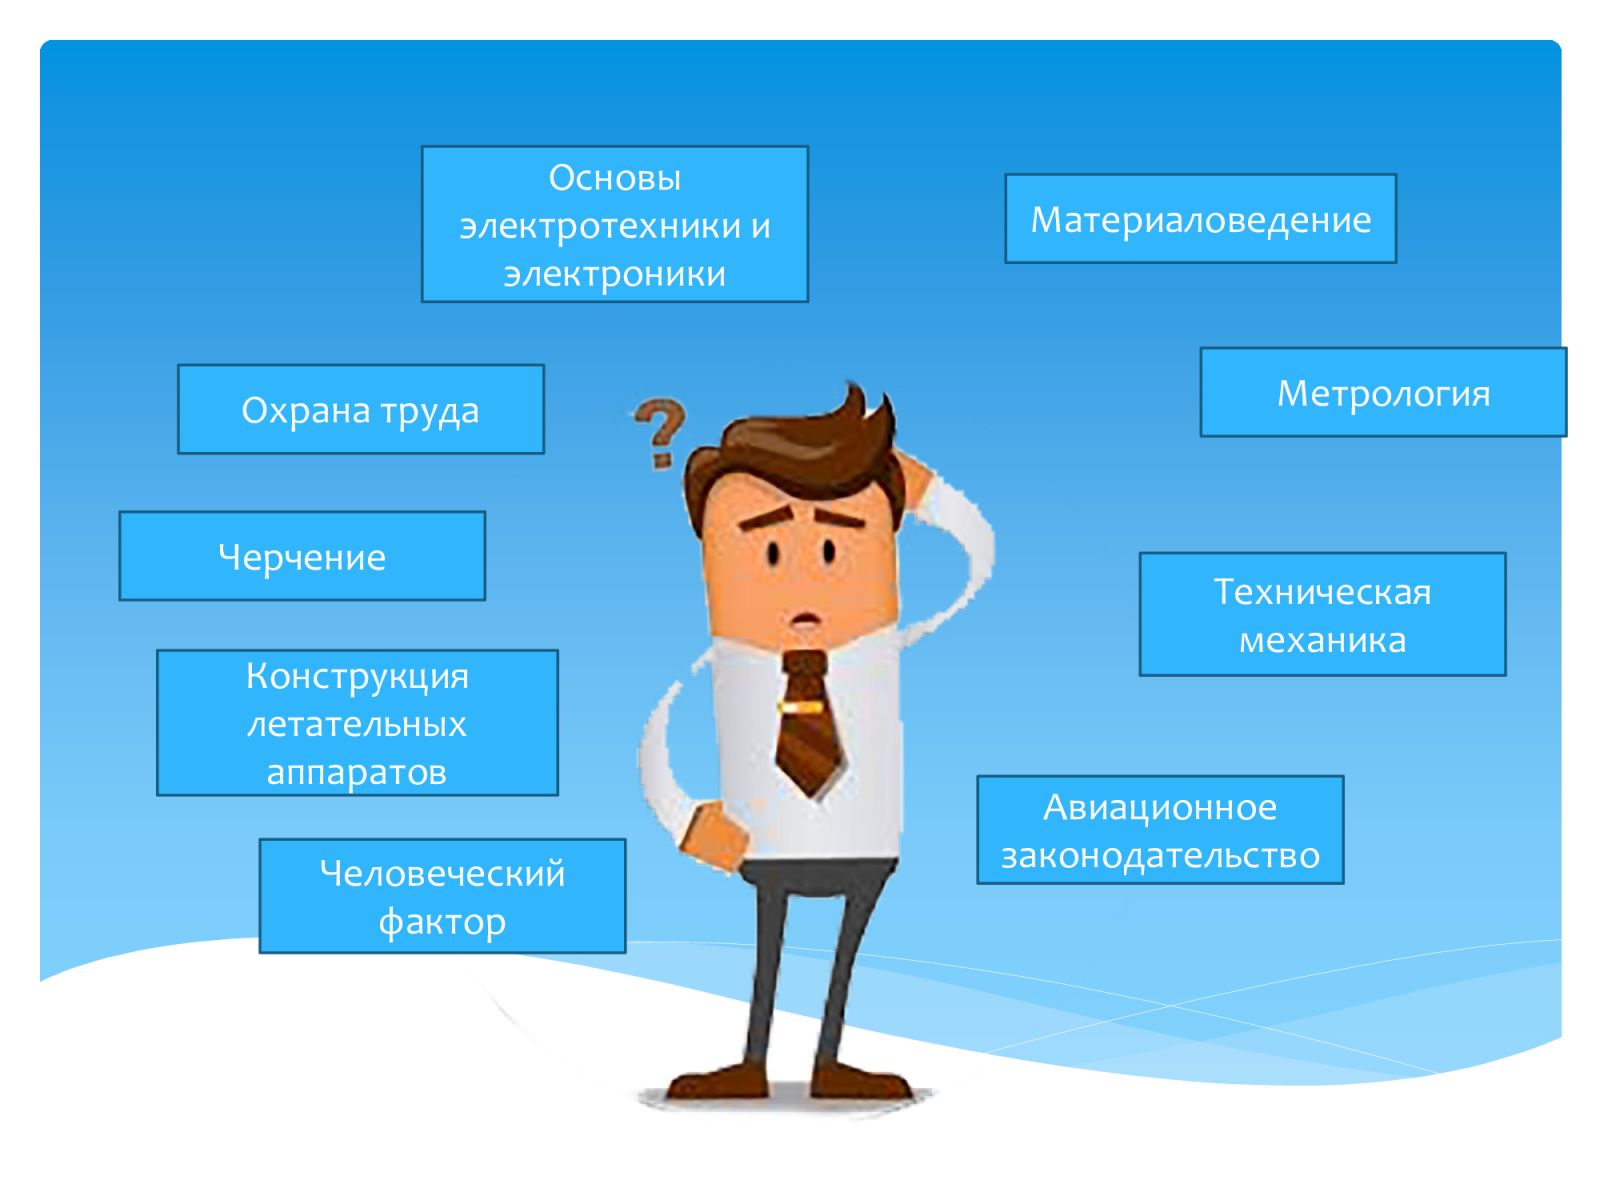 Основы
электротехники и
электроники
Материаловедение
Метрология
Охрана труда
?
Черчение
Техническая
механика
Конструкция
летательных
аппаратов
Авиационное
законодательство
Человеческий
фактор